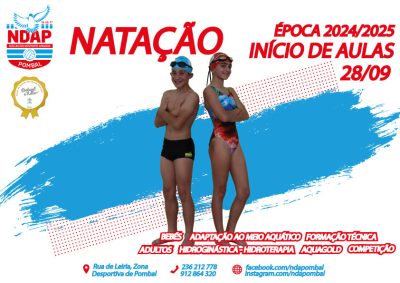 NDAP
POMBAL
NATAÇÃO
ÉPOCA 2024/2025
INÍCIO DE AULAS
28/09
BEBÉS ADAPTAÇÃO AO MEIO AQUÁTICO FORMAÇÃO TÉCNICA
ADULTOS HIDROGINÁSTICA - HIDROTERAPIA AQUAGOLD COMPETIÇÃO
Rua de Leiria, Zona
Desportiva de Pombal
236 212 778
912 864 320
facebook.com/ndapombal
Instagram.com/ndapombal